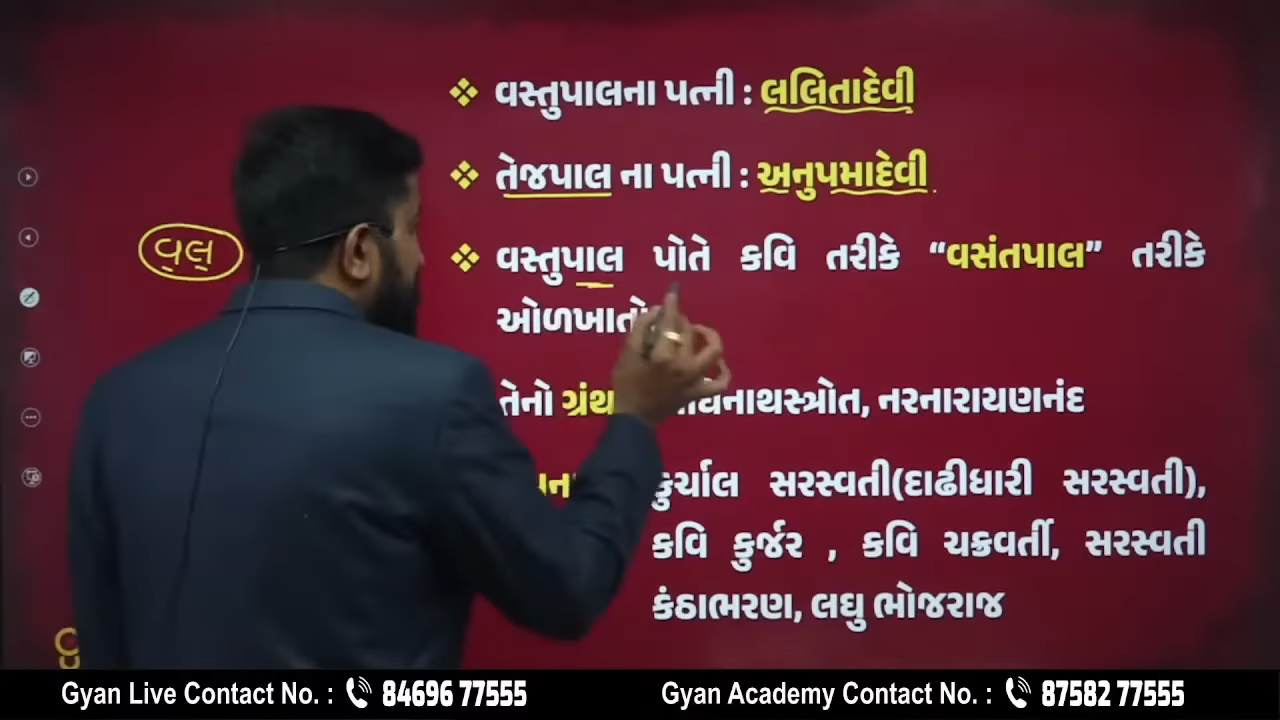 વસ્તુપાલના પત્ની : લલિતાદેવી
તેજપાલ ના પત્ની : અનુપમાદેવી
વલ
વસ્તુપાલ પોતે કવિ તરીકે “વસંતપાલ” તરીકે
ઓળખાતો
તેનો ગ્રંથ નરનારાયણનંદ
કુર્ચાલ સરસ્વતી(દાઢીધારી સરસ્વતી),
કવિ કુર્જર , કવિ ચક્રવર્તી, સરસ્વતી
કંઠાભરણ, લઘુ ભોજરાજ
Gyan Live Contact No. : 84696 77555
Gyan Academy Contact No. : 87582 77555